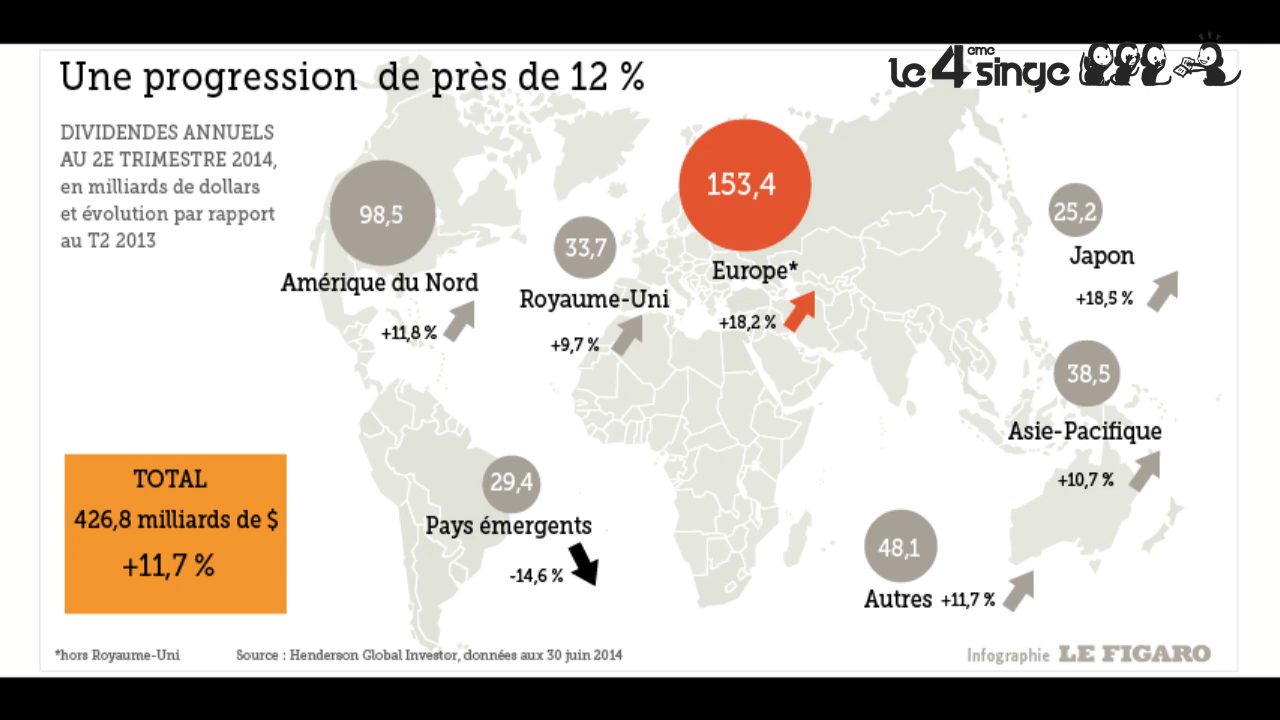 Une progression de près de 12 %
le 4eme singe
DIVIDENDES ANNUELS
AU 2E TRIMESTRE 2014,
en milliards de dollars
et évolution par rapport
au T2 2013
98,5
Amérique du Nord
+11,8 %
33,7
Royaume-Uni
+9,7 %
153,4
Europe*
+18,2 %
25,2
Japon
+18,5 %
38,5
Asie-Pacifique
+10,7 %
TOTAL
426,8 milliards de $
+11,7 %
29,4
Pays émergents
-14,6 %
48,1
Autres +11,7 %
*hors Royaume-Uni
Source : Henderson Global Investor, données aux 30 juin 2014
Infographie LE FIGARO